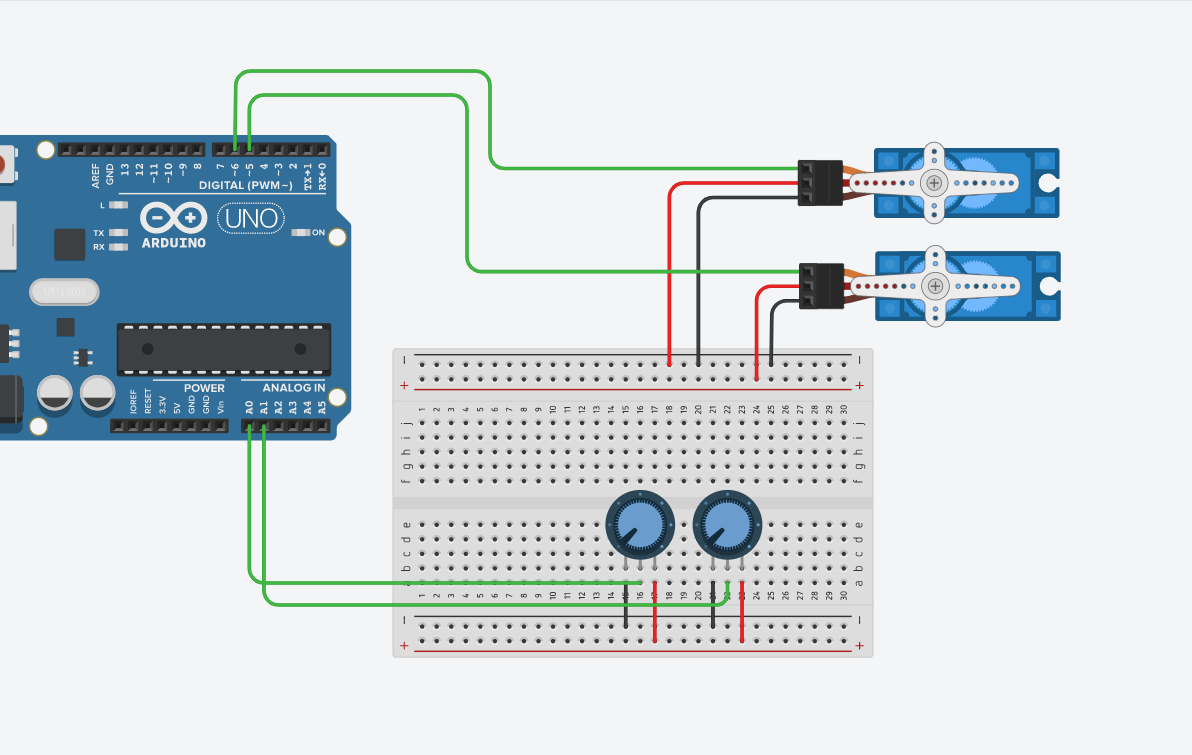 AREF
GND
13
12
~11
~10
~9
8
7
~6
~5
4
~3
2
TX→1
RX←0
DIGITAL (PWM~)
L
TX
RX
ARDUINO
UNO
ON
POWER
ANALOG IN
IOREF
RESET
3.3V
5V
GND
GND
Vin
A0
A1
A2
A3
A4
A5
1 2 3 4 5 6 7 8 9 10 11 12 13 14 15 16 17 18 19 20 21 22 23 24 25 26 27 28 29 30
j j
i i
h h
g g
f f
e e
d d
c c
b b
a a
1 2 3 4 5 6 7 8 9 10 11 12 13 14 15 16 17 18 19 20 21 22 23 24 25 26 27 28 29 30